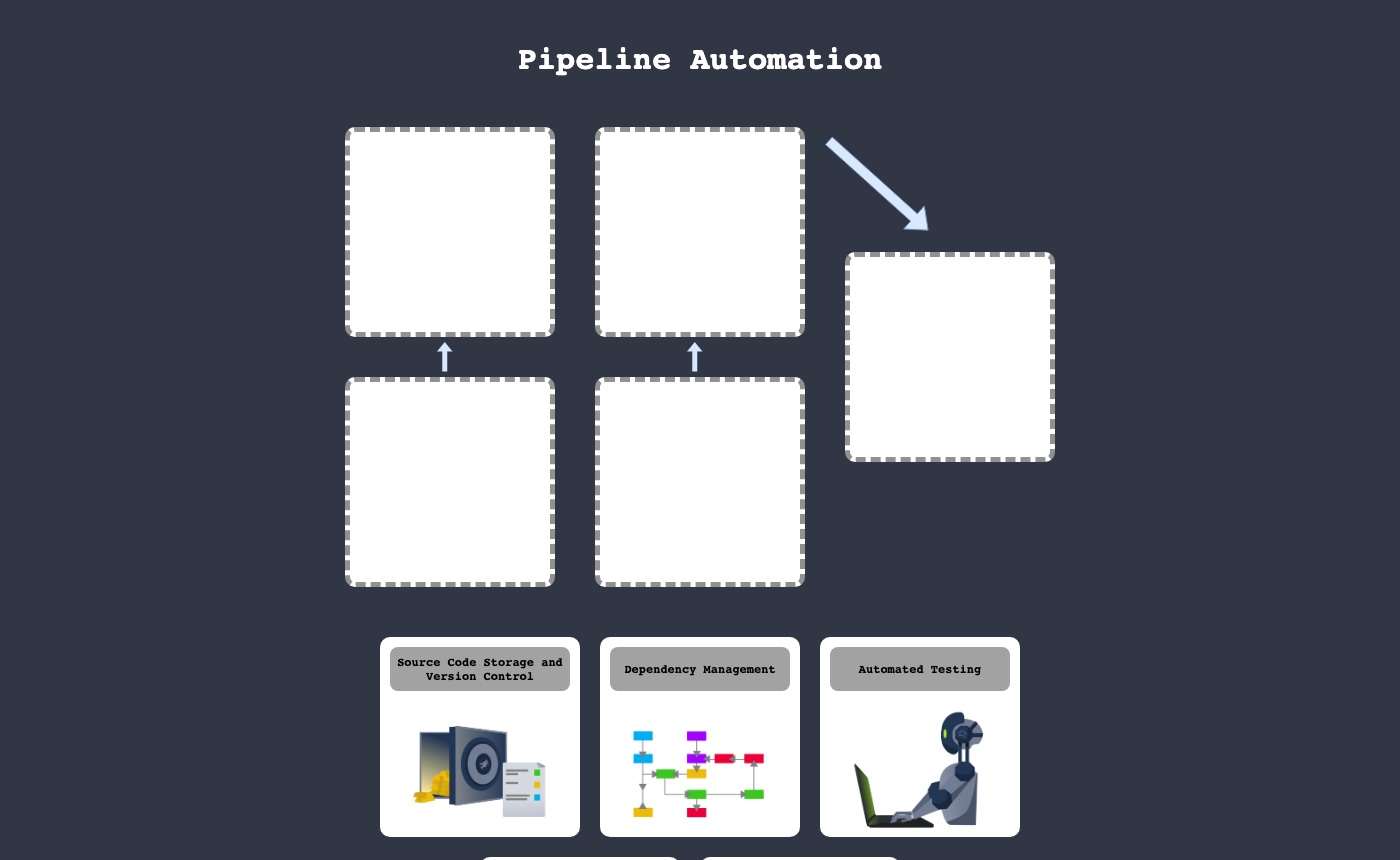 Pipeline Automation
Source Code Storage and
Version Control
Dependency Management
Automated Testing